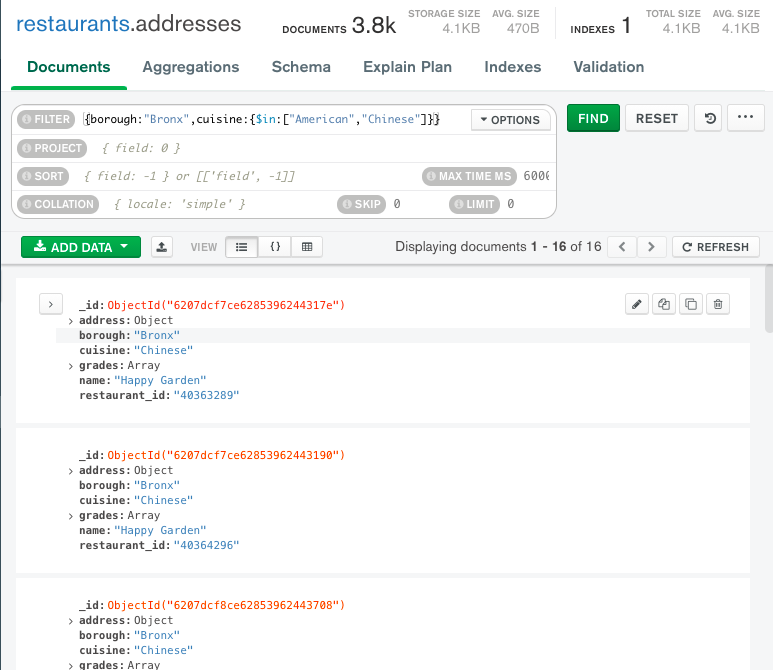 restaurants.addresses
DOCUMENTS 3.8k
STORAGE SIZE
4.1KB
AVG. SIZE
470B
INDEXES 1
TOTAL SIZE
4.1KB
AVG. SIZE
4.1KB
Documents Aggregations Schema Explain Plan Indexes Validation
FILTER {borough:"Bronx",cuisine:{$in:["American","Chinese"]}} OPTIONS FIND RESET
PROJECT { field: 0 }
SORT { field: -1 } or [['field', -1]] MAX TIME MS 6000
COLLATION { locale: 'simple' } SKIP 0 LIMIT 0
ADD DATA VIEW {} Displaying documents 1 - 16 of 16 REFRESH
_id: ObjectId("6207dcf7ce6285396244317e")
address: Object
borough: "Bronx"
cuisine: "Chinese"
grades: Array
name: "Happy Garden"
restaurant_id: "40363289"
_id: ObjectId("6207dcf7ce62853962443190")
address: Object
borough: "Bronx"
cuisine: "Chinese"
grades: Array
name: "Happy Garden"
restaurant_id: "40364296"
_id: ObjectId("6207dcf8ce62853962443708")
address: Object
borough: "Bronx"
cuisine: "Chinese"
grades: Array